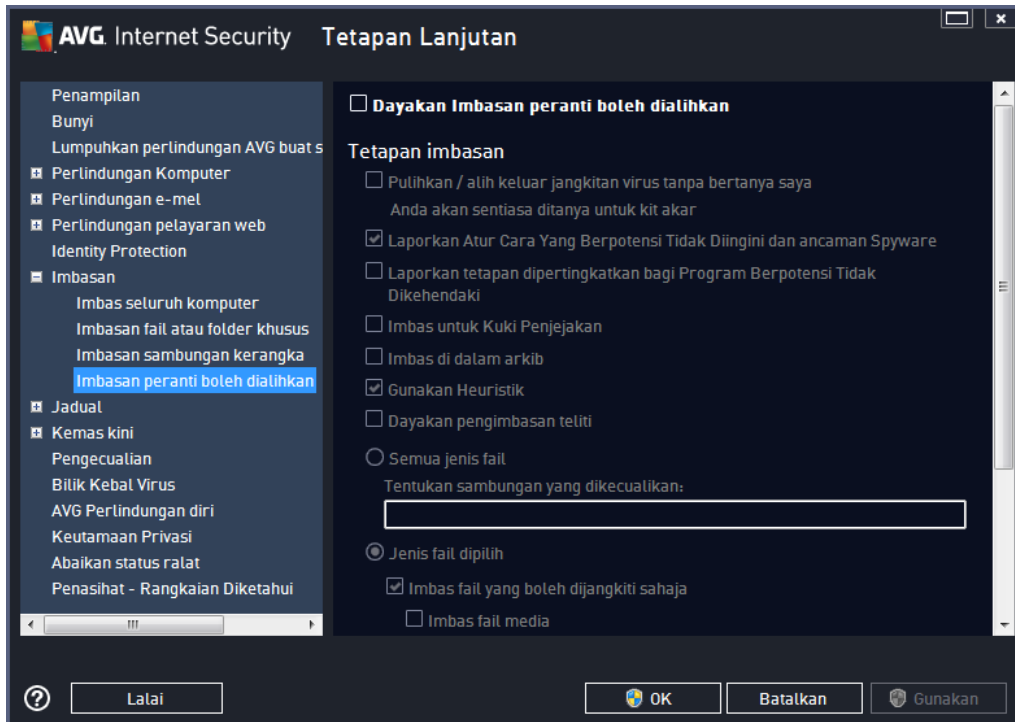 AVG. Internet Security Tetapan Lanjutan
Penampilan
Bunyi
Lumpuhkan perlindungan AVG buat s
Perlindungan Komputer
Perlindungan e-mel
Perlindungan pelayaran web
Identity Protection
Imbasan
Imbas seluruh komputer
Imbasan fail atau folder khusus
Imbasan sambungan kerangka
Imbasan peranti boleh dialihkan
Jadual
Kemas kini
Pengecualian
Bilik Kebal Virus
AVG Perlindungan diri
Keutamaan Privasi
Abaikan status ralat
Penasihat - Rangkaian Diketahui
Dayakan Imbasan peranti boleh dialihkan
Tetapan imbasan
Pulihkan / alih keluar jangkitan virus tanpa bertanya saya
Anda akan sentiasa ditanya untuk kit akar
Laporkan Atur Cara Yang Berpotensi Tidak Diingini dan ancaman Spyware
Laporkan tetapan dipertingkatkan bagi Program Berpotensi Tidak
Dikehendaki
Imbas untuk Kuki Penjejakan
Imbas di dalam arkib
Gunakan Heuristik
Dayakan pengimbasan teliti
Semua jenis fail
Tentukan sambungan yang dikecualikan:
Jenis fail dipilih
Imbas fail yang boleh dijangkiti sahaja
Imbas fail media
Lalai
OK
Batalkan
Gunakan